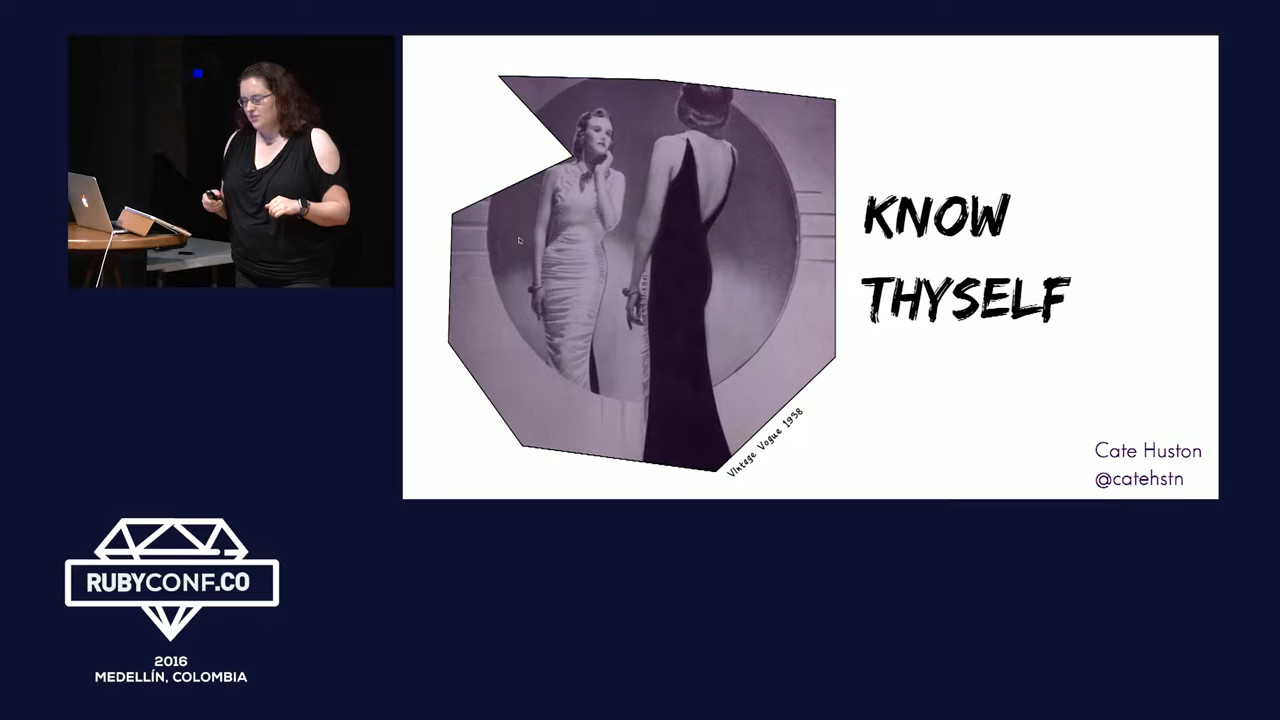 KNOW
THYSELF
Vintage Vogue 1938
Cate Huston
@catehstn
RUBYCONF.CO
2016
MEDELLÍN, COLOMBIA